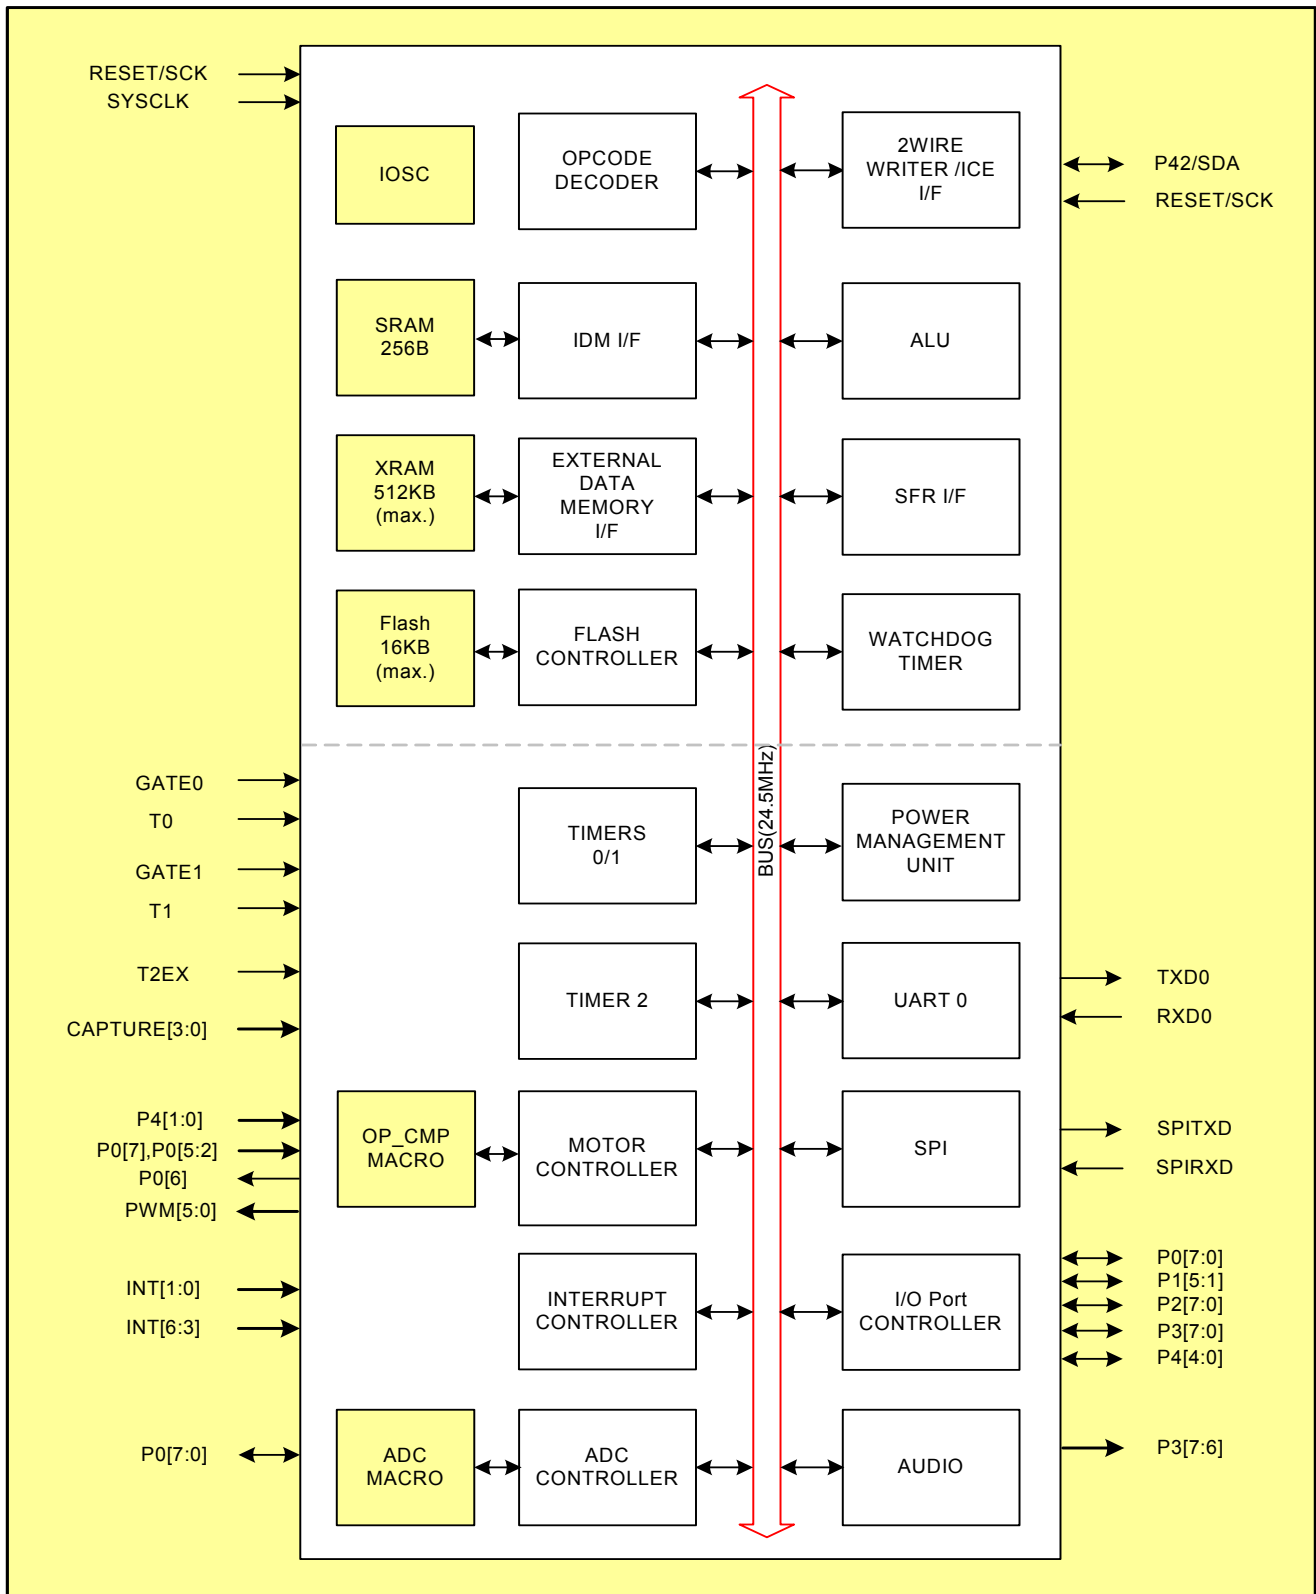 RESET/SCK
SYSCLK
IOSC
OPCODE
DECODER
2WIRE
WRITER /ICE
I/F
P42/SDA
RESET/SCK
SRAM
256B
IDM I/F
ALU
XRAM
512KB
(max.)
EXTERNAL
DATA
MEMORY
I/F
SFR I/F
Flash
16KB
(max.)
FLASH
CONTROLLER
WATCHDOG
TIMER
BUS(24.5MHz)
GATE0
T0
GATE1
T1
TIMERS
0/1
POWER
MANAGEMENT
UNIT
T2EX
CAPTURE[3:0]
TIMER 2
UART 0
TXD0
RXD0
P4[1:0]
P0[7],P0[5:2]
P0[6]
PWM[5:0]
OP_CMP
MACRO
MOTOR
CONTROLLER
SPI
SPITXD
SPIRXD
INT[1:0]
INT[6:3]
INTERRUPT
CONTROLLER
I/O Port
CONTROLLER
P0[7:0]
P1[5:1]
P2[7:0]
P3[7:0]
P4[4:0]
P0[7:0]
ADC
MACRO
ADC
CONTROLLER
AUDIO
P3[7:6]